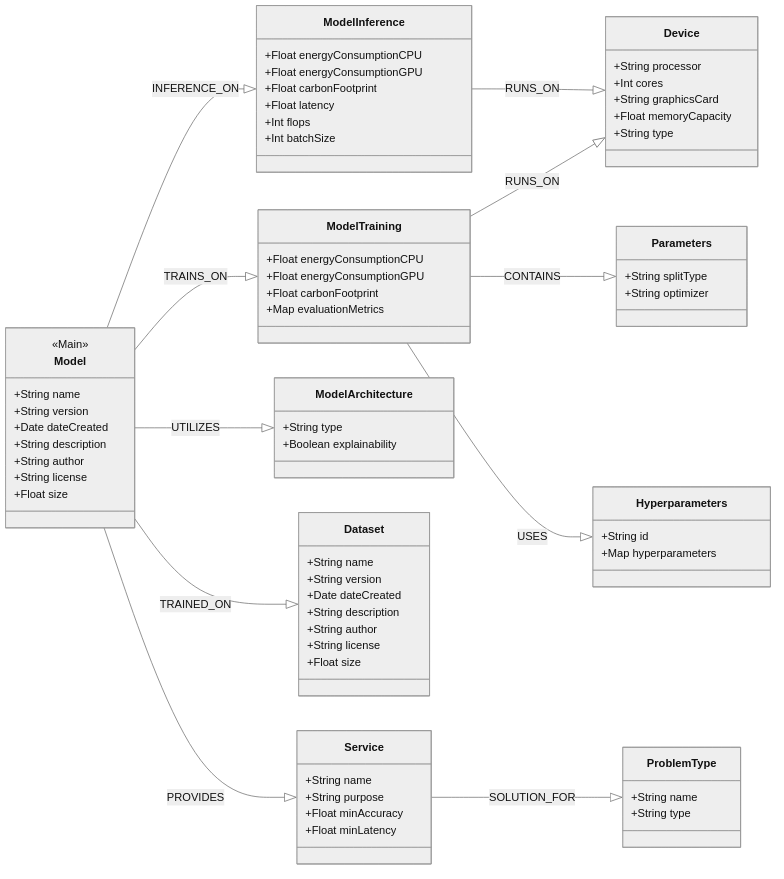 ModelInference
+Float energyConsumptionCPU
+Float energyConsumptionGPU
+Float carbonFootprint
+Float latency
+Int flops
+Int batchSize
Device
+String processor
+Int cores
+String graphicsCard
+Float memoryCapacity
+String type
INFERENCE_ON
RUNS_ON
RUNS_ON
ModelTraining
+Float energyConsumptionCPU
+Float energyConsumptionGPU
+Float carbonFootprint
+Map evaluationMetrics
Parameters
+String splitType
+String optimizer
TRAINS_ON
CONTAINS
«Main»
Model
+String name
+String version
+Date dateCreated
+String description
+String author
+String license
+Float size
UTILIZES
ModelArchitecture
+String type
+Boolean explainability
USES
Hyperparameters
+String id
+Map hyperparameters
TRAINED_ON
Dataset
+String name
+String version
+Date dateCreated
+String description
+String author
+String license
+Float size
PROVIDES
Service
+String name
+String purpose
+Float minAccuracy
+Float minLatency
SOLUTION_FOR
ProblemType
+String name
+String type